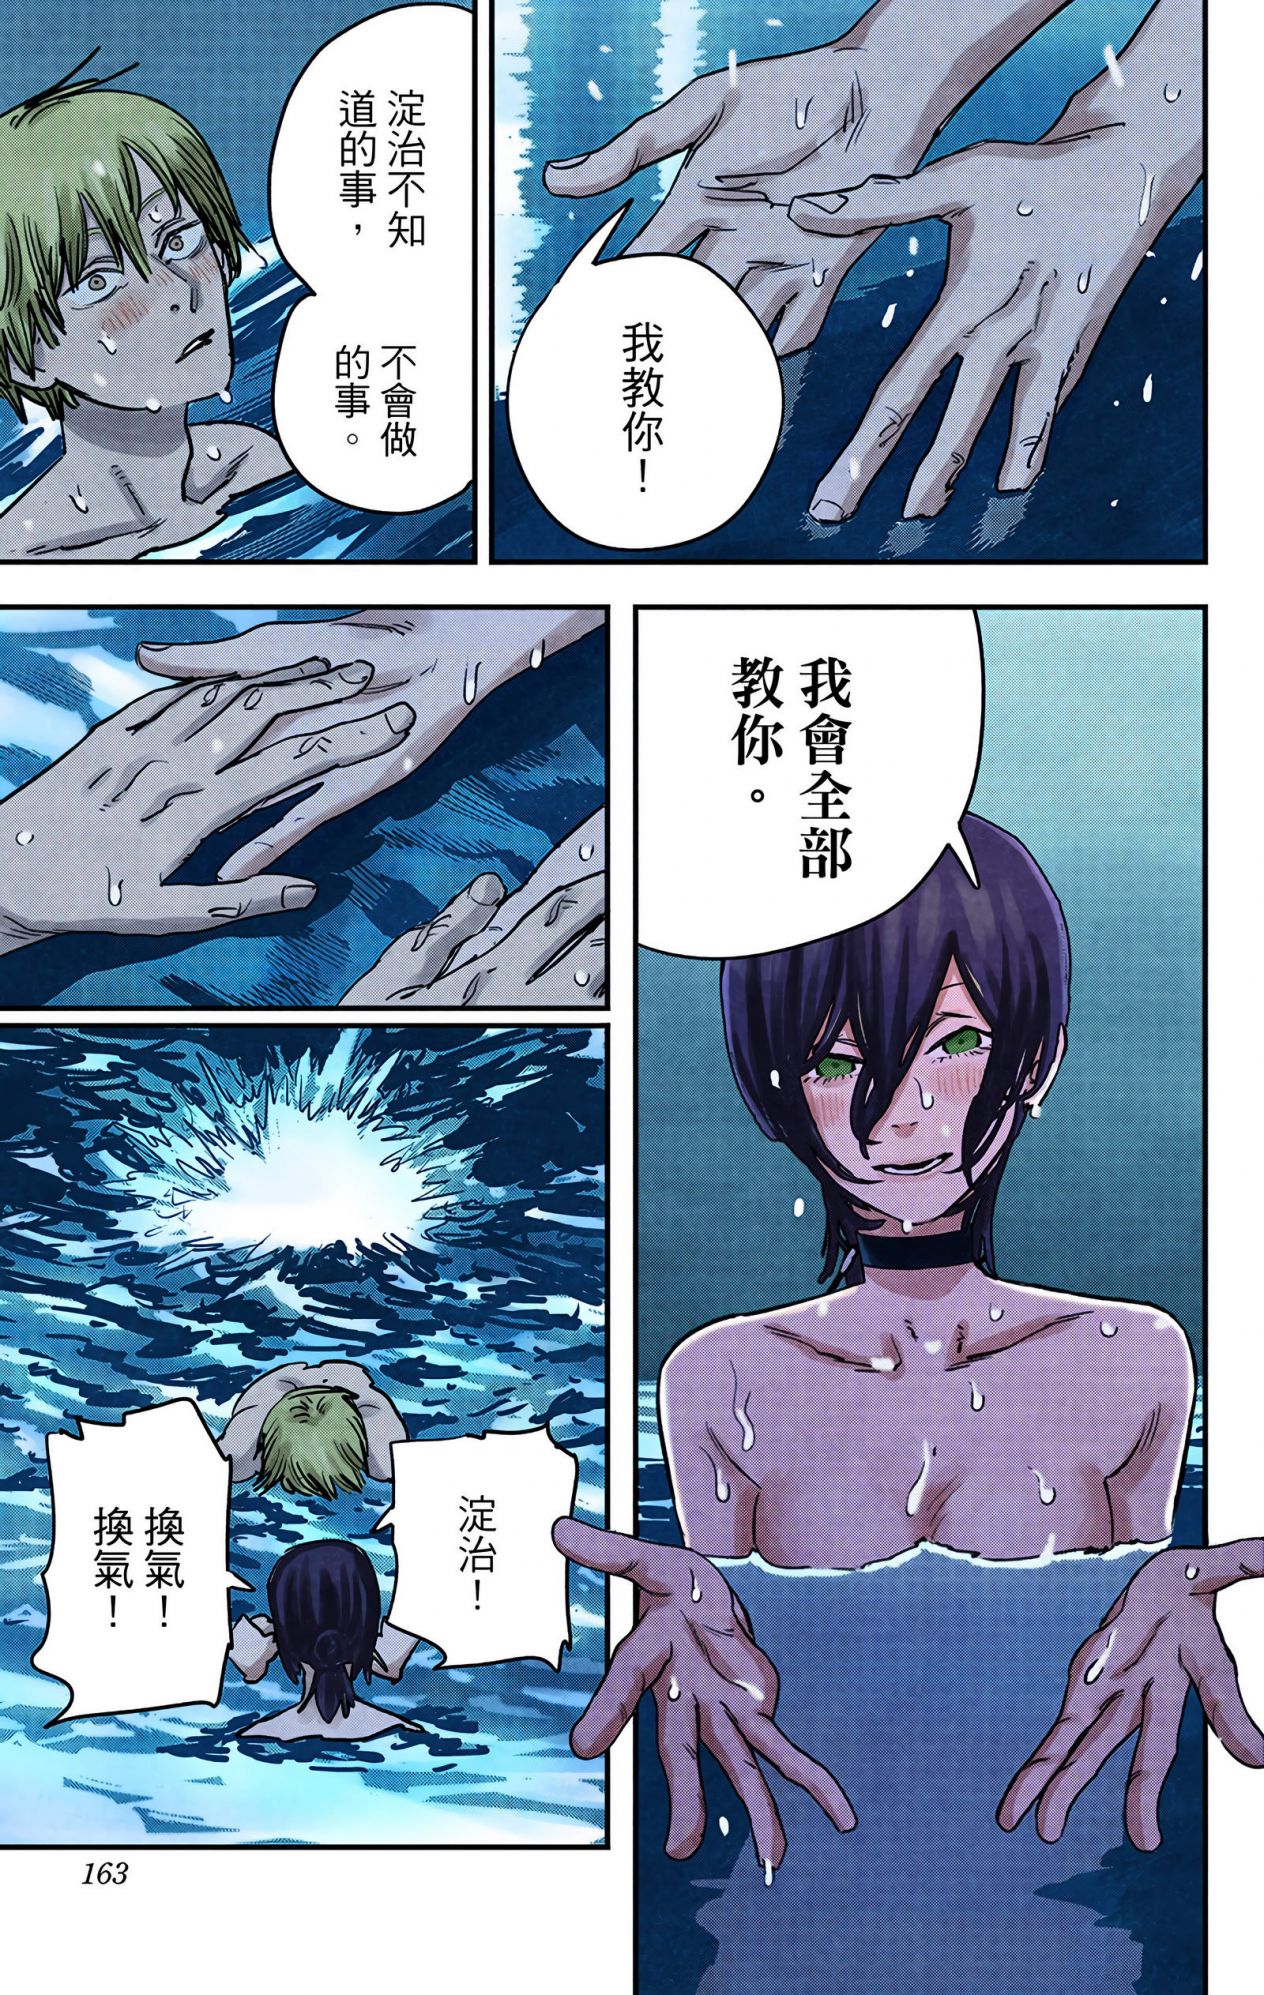 我教你！
淀治不知
道的事，
不會做
的事。
我會全部
教你。
淀治！
換氣！
換氣！
163